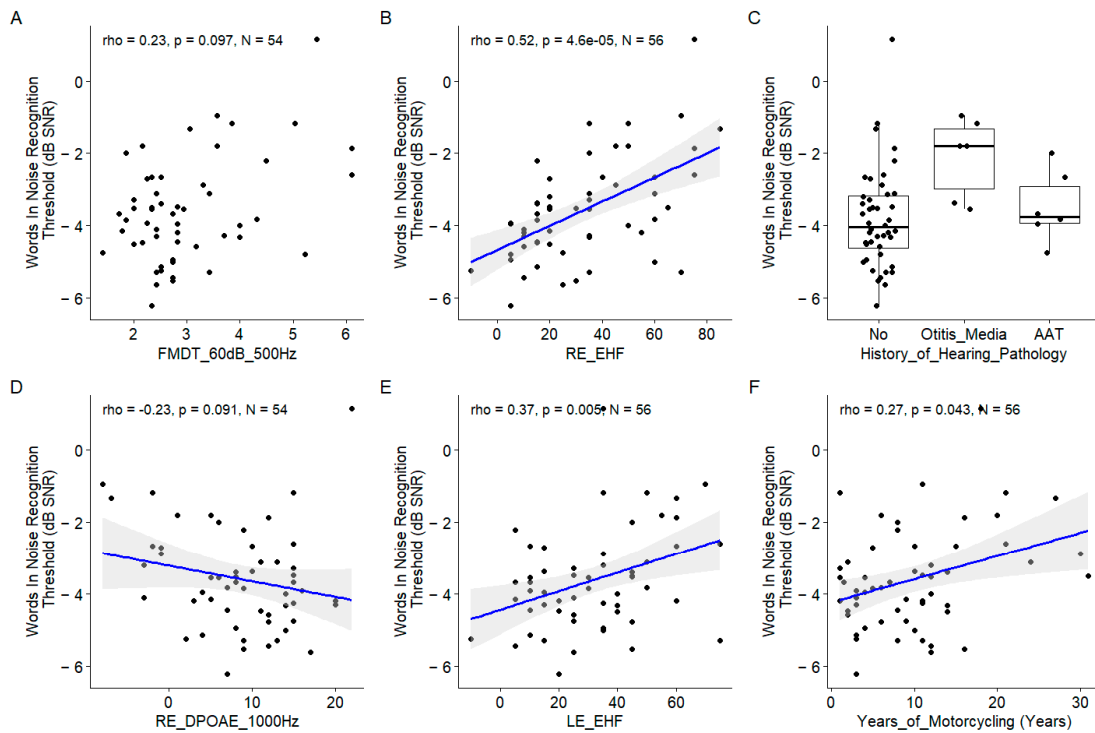 A
rho = 0.23, p = 0.097, N = 54
Words In Noise Recognition
Threshold (dB SNR)
0
− 2
− 4
− 6
2
3
4
5
6
FMDT_60dB_500Hz
B
rho = 0.52, p = 4.6e-05, N = 56
Words In Noise Recognition
Threshold (dB SNR)
0
− 2
− 4
− 6
0
20
40
60
80
RE_EHF
C
Words In Noise Recognition
Threshold (dB SNR)
0
− 2
− 4
− 6
No
Otitis_Media
AAT
History_of_Hearing_Pathology
D
rho = -0.23, p = 0.091, N = 54
Words In Noise Recognition
Threshold (dB SNR)
0
− 2
− 4
− 6
0
10
20
RE_DPOAE_1000Hz
E
rho = 0.37, p = 0.005, N = 56
Words In Noise Recognition
Threshold (dB SNR)
0
− 2
− 4
− 6
0
20
40
60
LE_EHF
F
rho = 0.27, p = 0.043, N = 56
Words In Noise Recognition
Threshold (dB SNR)
0
− 2
− 4
− 6
0
10
20
30
Years_of_Motorcycling (Years)